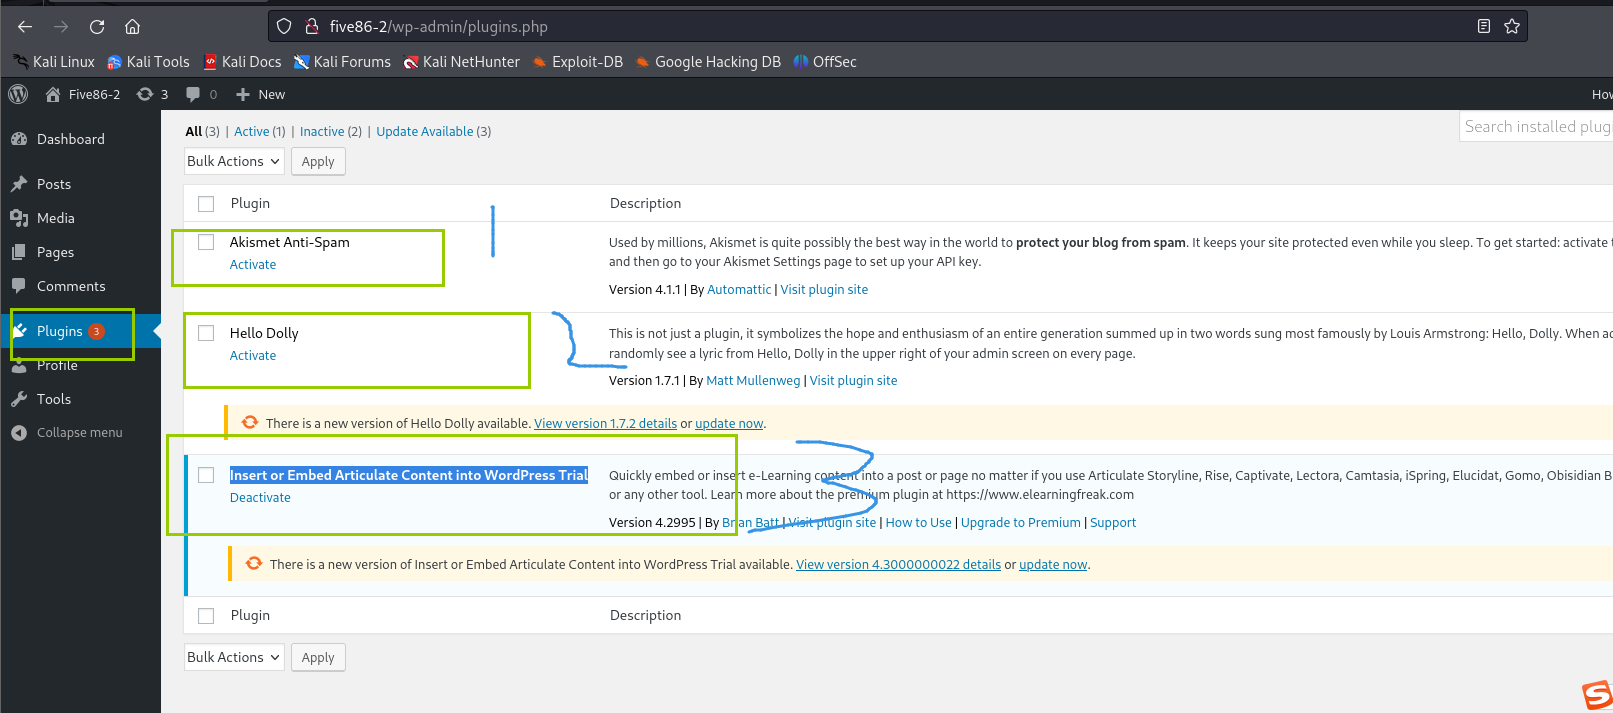 five86-2/wp-admin/plugins.php
Kali Linux Kali Tools Kali Docs Kali Forums Kali NetHunter Exploit-DB Google Hacking DB OffSec
Five86-2 3 0 + New
Dashboard
Posts
Media
Pages
Comments
Plugins 3
Profile
Tools
Collapse menu
All (3) | Active (1) | Inactive (2) | Update Available (3)
Search installed plug
Bulk Actions Apply
Plugin Description
Akismet Anti-Spam
Activate
Used by millions, Akismet is quite possibly the best way in the world to protect your blog from spam. It keeps your site protected even while you sleep. To get started: activate
and then go to your Akismet Settings page to set up your API key.
Version 4.1.1 | By Automattic | Visit plugin site
1
Hello Dolly
Activate
This is not just a plugin, it symbolizes the hope and enthusiasm of an entire generation summed up in two words sung most famously by Louis Armstrong: Hello, Dolly. When
randomly see a lyric from Hello, Dolly in the upper right of your admin screen on every page.
Version 1.7.1 | By Matt Mullenweg | Visit plugin site
2
There is a new version of Hello Dolly available. View version 1.7.2 details or update now.
Insert or Embed Articulate Content into WordPress Trial
Deactivate
Quickly embed or insert e-Learning content into a post or page no matter if you use Articulate Storyline, Rise, Captivate, Lectora, Camtasia, iSpring, Elucidat, Gomo, Obisidian B
or any other tool. Learn more about the premium plugin at https://www.elearningfreak.com
Version 4.2995 | By Brian Batt | Visit plugin site | How to Use | Upgrade to Premium | Support
3
There is a new version of Insert or Embed Articulate Content into WordPress Trial available. View version 4.3000000022 details or update now.
Plugin Description
Bulk Actions Apply